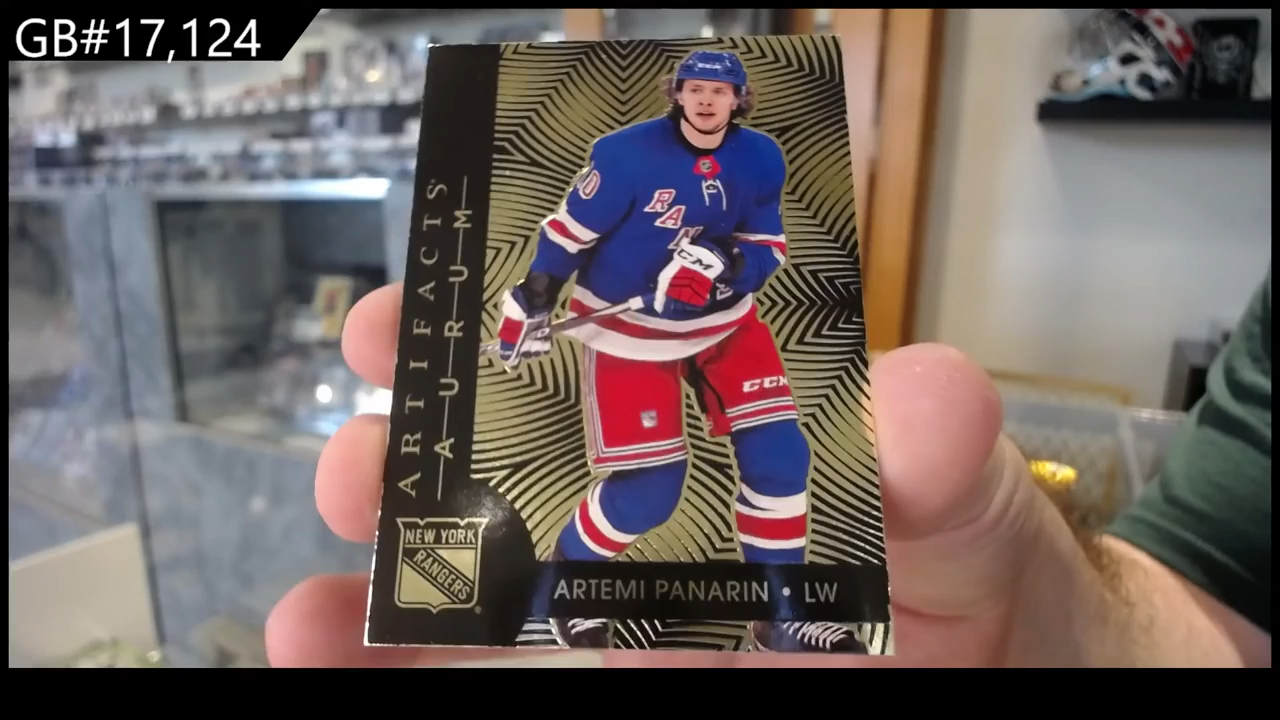 GB#17,124
ARTIFACTS
AURUM
RAN
CCM
CCM
NEW YORK
RANGERS
ARTEMI PANARIN • LW